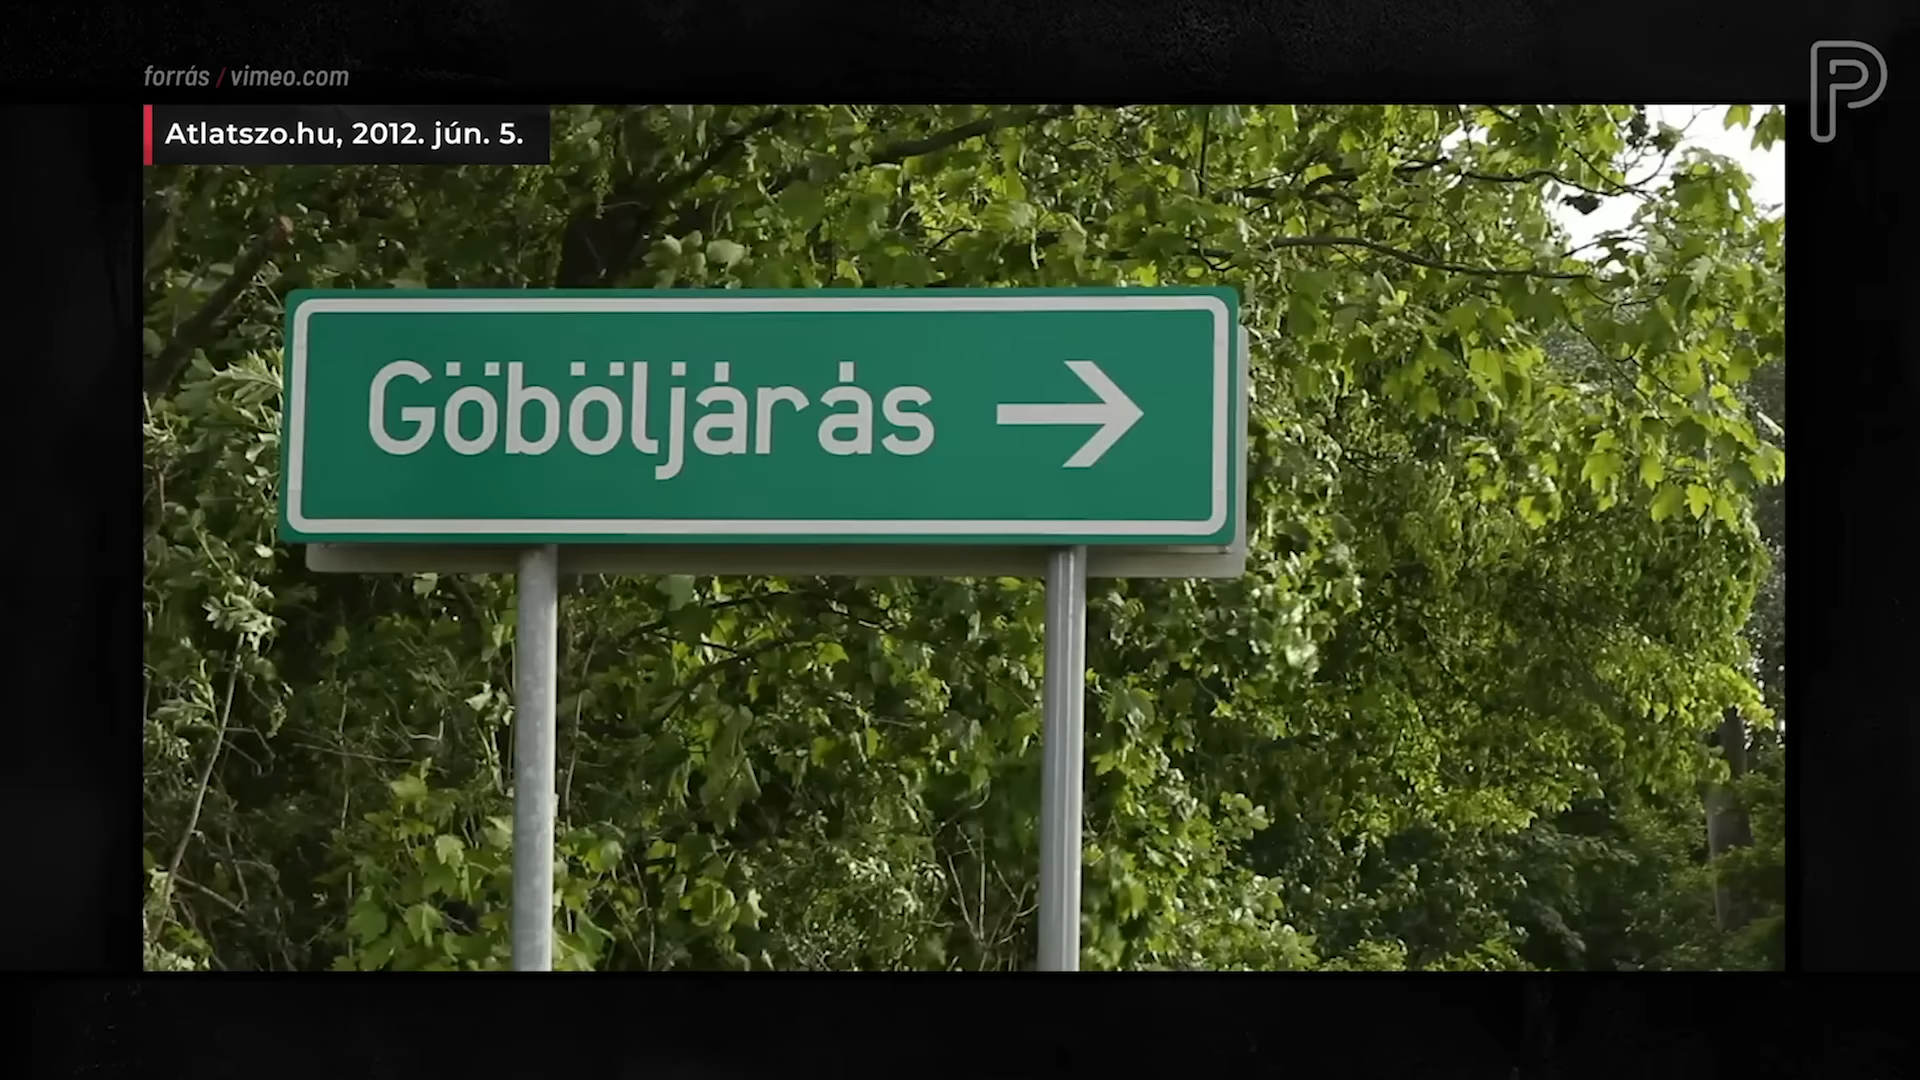 forrás / vimeo.com
Atlatszo.hu, 2012. jún. 5.
Göböljárás →